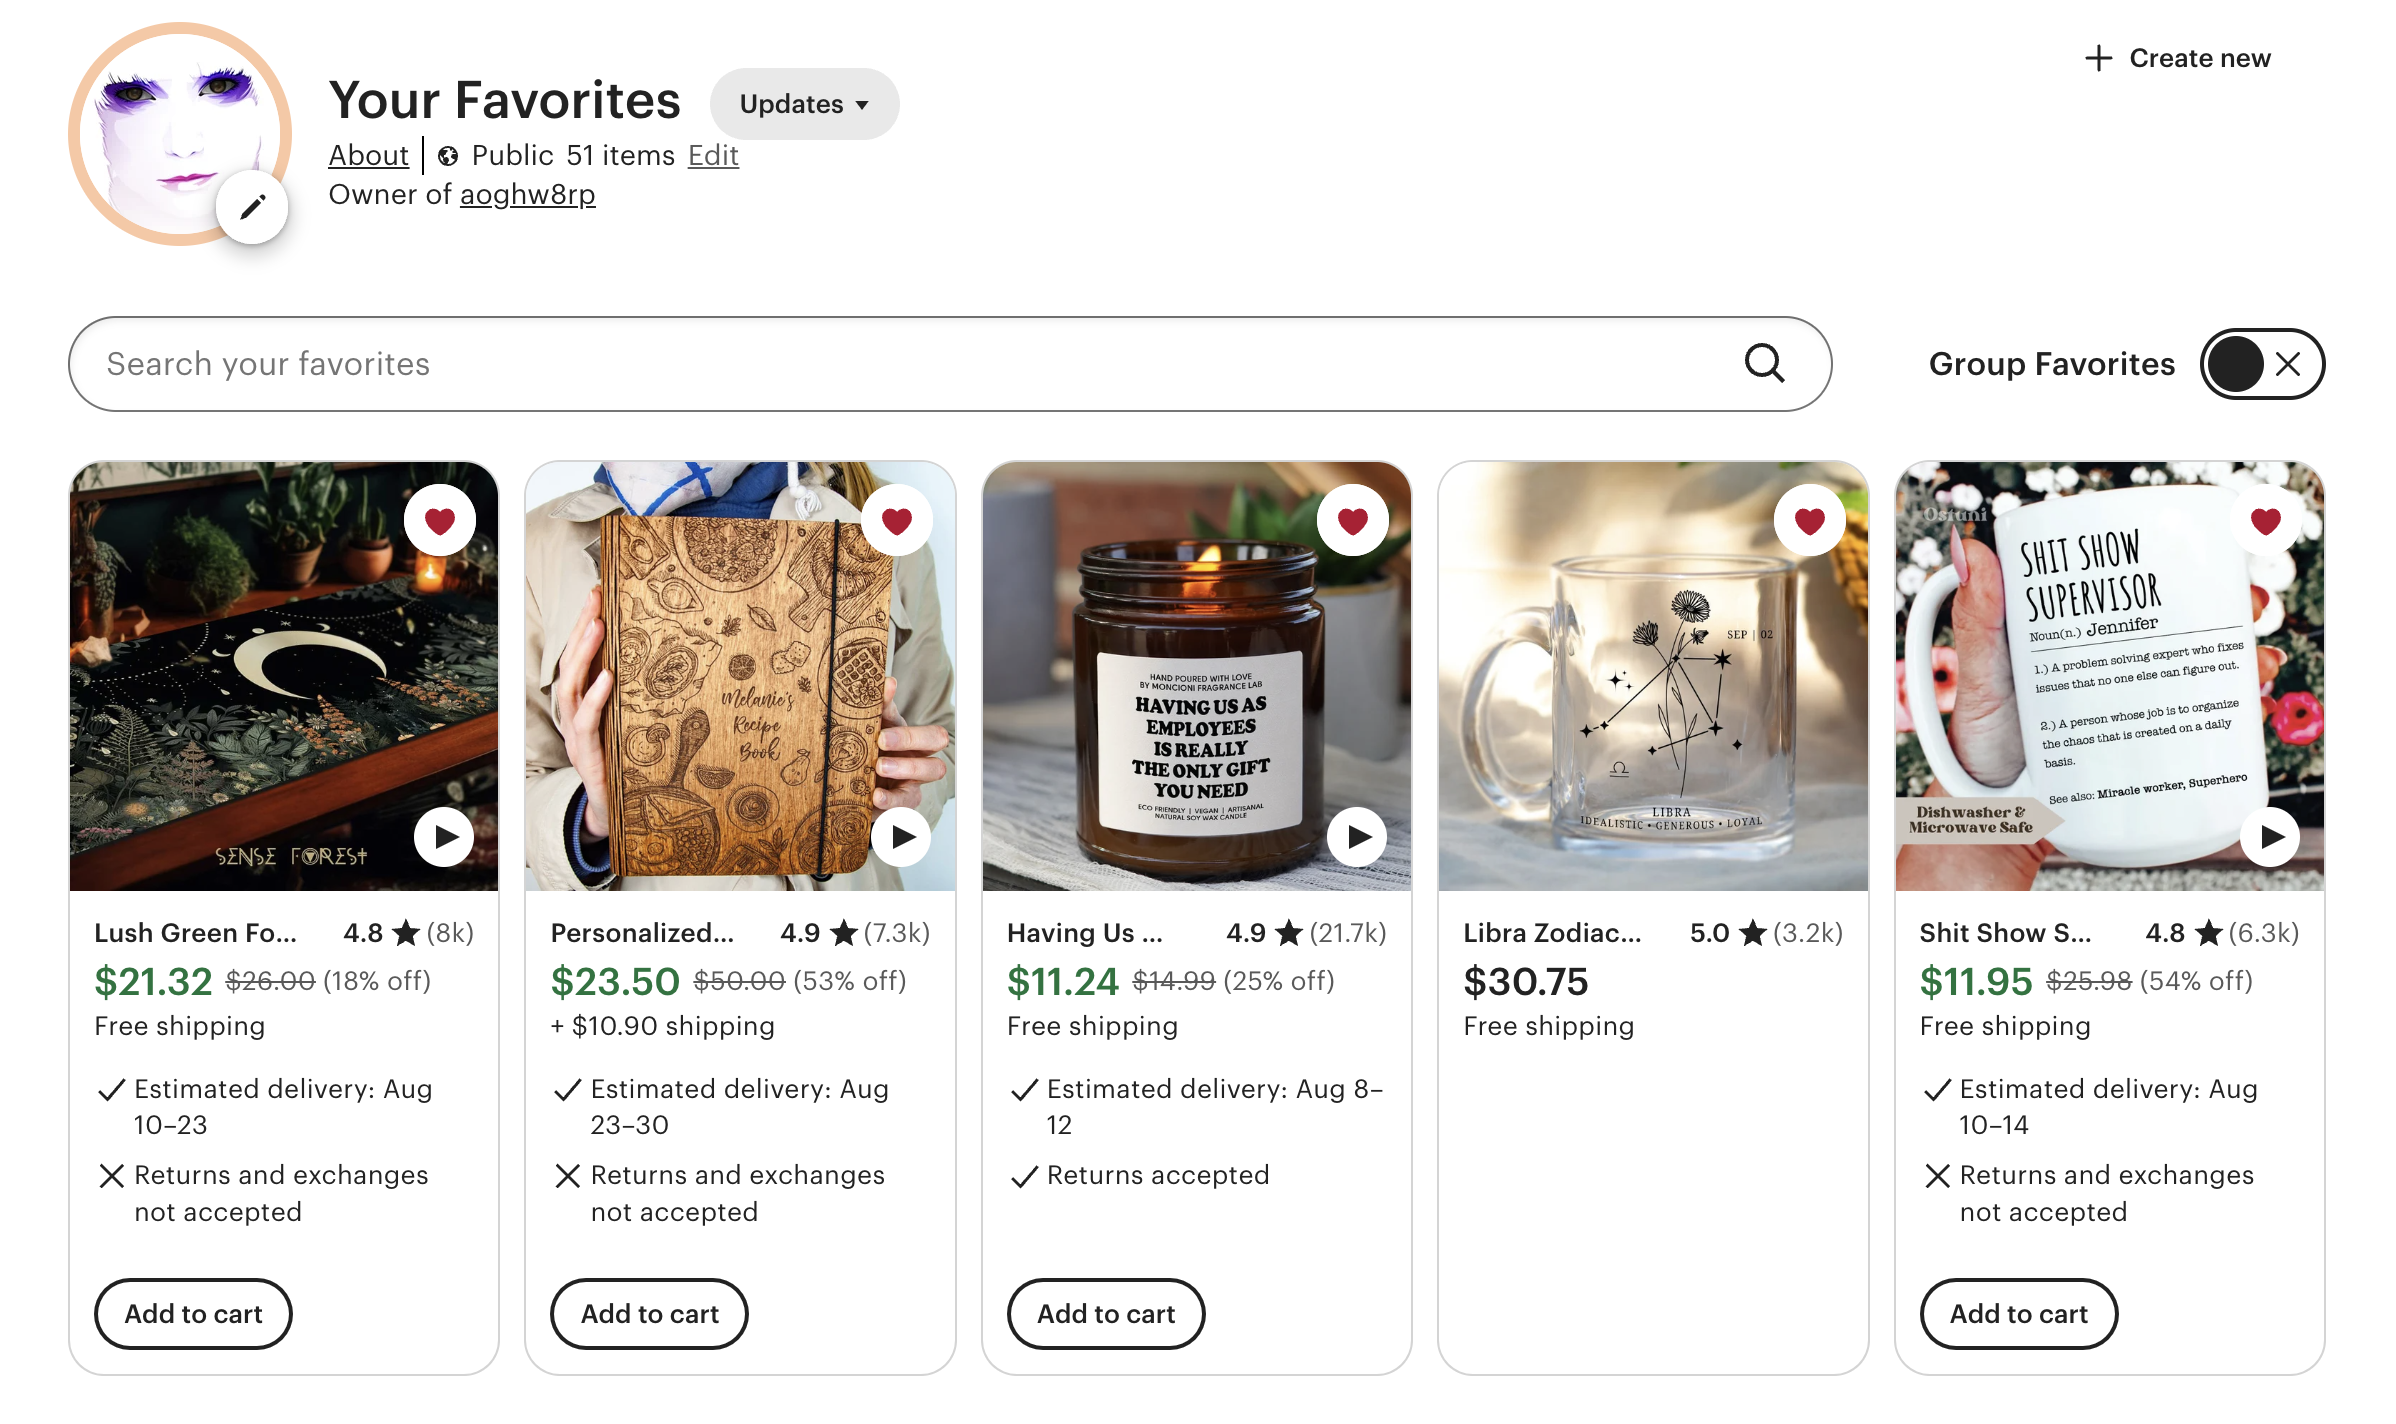 Your Favorites
Updates
About
Public 51 items Edit
Owner of aoghw8rp
Create new
Search your favorites
Group Favorites
SENSE FOREST
Melanie's
Recipe
Book
HAND POURED WITH LOVE
BY MONCIONI FRAGRANCE LAB
HAVING US AS
EMPLOYEES
IS REALLY
THE ONLY GIFT
YOU NEED
ECO FRIENDLY | VEGAN | ARTISANAL
NATURAL SOY WAX CANDLE
SEP | 02
LIBRA
IDEALISTIC • GENEROUS • LOYAL
Ostuni
SHIT SHOW
SUPERVISOR
Noun(n.) Jennifer
1.) A problem solving expert who fixes
issues that no one else can figure out.
2.) A person whose job is to organize
the chaos that is created on a daily
basis.
See also: Miracle worker, Superhero
Dishwasher &
Microwave Safe
Lush Green Fo... 4.8 ★ (8k)
$21.32 $26.00 (18% off)
Free shipping
Estimated delivery: Aug
10–23
Returns and exchanges
not accepted
Add to cart
Personalized... 4.9 ★ (7.3k)
$23.50 $50.00 (53% off)
+ $10.90 shipping
Estimated delivery: Aug
23–30
Returns and exchanges
not accepted
Add to cart
Having Us ... 4.9 ★ (21.7k)
$11.24 $14.99 (25% off)
Free shipping
Estimated delivery: Aug 8–
12
Returns accepted
Add to cart
Libra Zodiac... 5.0 ★ (3.2k)
$30.75
Free shipping
Shit Show S... 4.8 ★ (6.3k)
$11.95 $25.98 (54% off)
Free shipping
Estimated delivery: Aug
10–14
Returns and exchanges
not accepted
Add to cart